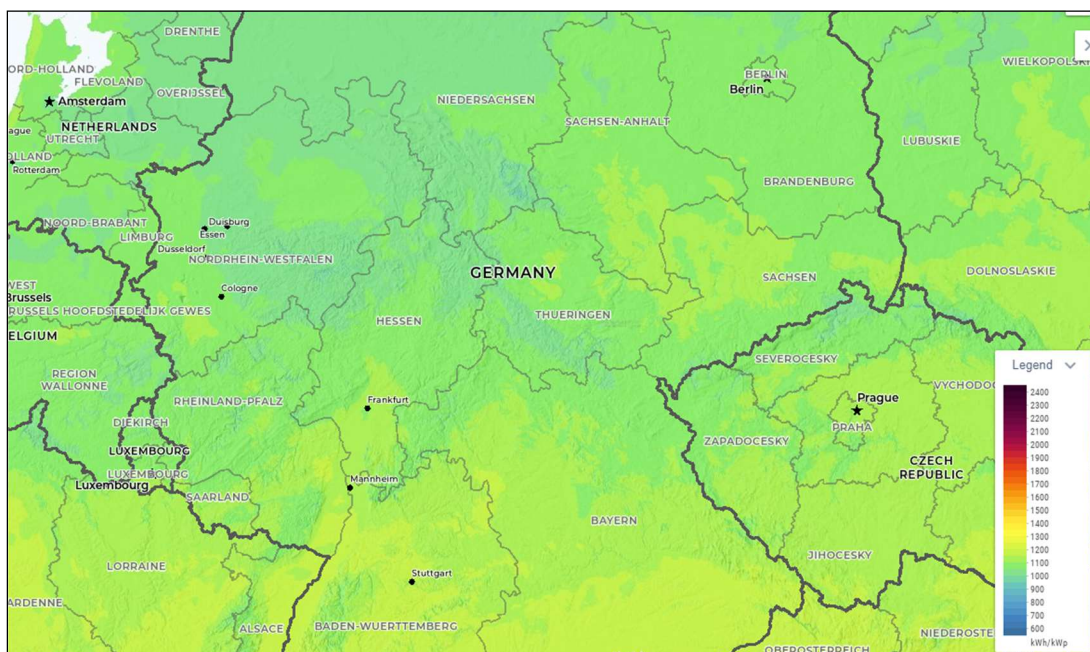 DRENTHE
ORD-HOLLAND
FLEVOLAND
OVERIJSSEL
Amsterdam
NETHERLANDS
ague
UTRECHT
OLLAND
Rotterdam
NIEDERSACHSEN
SACHSEN-ANHALT
BERLIN
Berlin
WIELKOPOLSKI
LUBUSKIE
BRANDENBURG
NOORD-BRABANT
LIMBURG
Duisburg
Essen
Dusseldorf
NORDRHEIN-WESTFALEN
GERMANY
SACHSEN
DOLNOSLASKIE
WEST
Brussels
RUSSELS HOOFDSTEDELIJK GEWES
Cologne
ELGIUM
HESSEN
THUERINGEN
REGION
WALLONNE
SEVEROCESKY
Legend
RHEINLAND-PFALZ
Frankfurt
Prague
PRAHA
VYCHODOC
DIEKIRCH
LUXEMBOURG
LUXEMBOURG
Luxembourg
ZAPADOCESKY
CZECH
REPUBLIC
SAARLAND
Mannheim
BAYERN
JIHOCESKY
LORRAINE
Stuttgart
ARDENNE
ALSACE
BADEN-WUERTTEMBERG
OBEROSTERREICH
NIEDEROSTE
2400
2300
2200
2100
2000
1900
1800
1700
1600
1500
1400
1300
1200
1100
1000
900
800
700
600
kWh/kWp